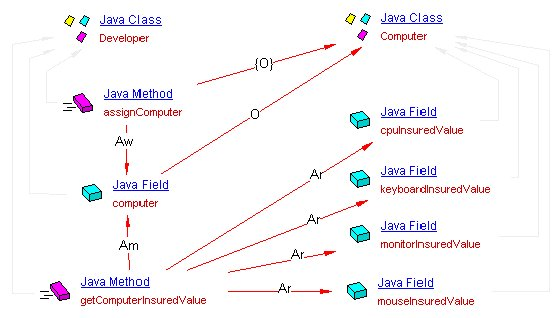 Java Class
Developer
Java Class
Computer
{O}
Java Method
assignComputer
O
Java Field
cpuInsuredValue
Aw
Ar
Java Field
computer
Java Field
keyboardInsuredValue
Ar
Java Field
monitorInsuredValue
Am
Ar
Java Method
getComputerInsuredValue
Ar
Java Field
mouseInsuredValue